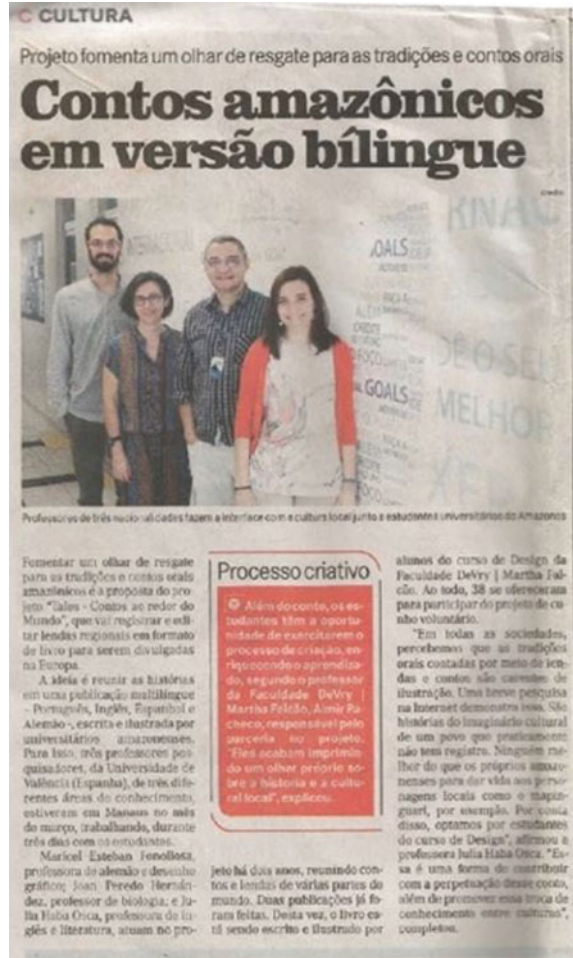 C CULTURA
Projeto fomenta um olhar de resgate para as tradições e contos orais
Contos amazônicos
em versão bílingue
RNAC
GOALS
DE O SEU
GOALS
MELHOR
Professores de três nacionalidades fazem a interface com a cultura local junto a estudantes universitários do Amazonas
Fomentar um olhar de resgate
para as tradições e contos orais
amazônicos é a proposta do pro-
jeto "Tales - Contos ao redor do
Mundo", que vai registrar e edi-
tar lendas regionais em formato
de livro para serem divulgadas
na Europa.
A ideia é reunir as histórias
em uma publicação multilíngue
- Português, Inglês, Espanhol e
Alemão -, escrita e ilustrada por
universitários amazonenses.
Para isso, três professores pes-
quisadores, da Universidade de
Valência (Espanha), de três dife-
rentes áreas do conhecimento,
estiveram em Manaus no mês
de março, trabalhando, durante
três dias com os estudantes.
Maricel Esteban Fonollosa,
professora de alemão e desenho
gráfico; Joan Peredo Hernán-
dez, professor de biologia; e Ju-
lia Haba Osca, professora de in-
glês e literatura, atuam no pro-
Processo criativo
Além do conto, os es-
tudantes têm a oportu-
nidade de exercitarem o
processo de criação, en-
riquecendo o aprendiza-
do, segundo o professor
da Faculdade DeVry |
Martha Falcão, Almir Pa-
checo, responsável pela
parceria no projeto.
"Eles acabam imprimin-
do um olhar próprio so-
bre a história e a cultu-
ral local", explicou.
jeto há dois anos, reunindo con-
tos e lendas de várias partes do
mundo. Duas publicações já fo-
ram feitas. Desta vez, o livro es-
tá sendo escrito e ilustrado por
alunos do curso de Design da
Faculdade DeVry | Martha Fal-
cão. Ao todo, 38 se ofereceram
para participar do projeto de cu-
nho voluntário.
"Em todas as sociedades,
percebemos que as tradições
orais contadas por meio de len-
das e contos são carentes de
ilustração. Uma breve pesquisa
na Internet demonstra isso. São
histórias do imaginário cultural
de um povo que praticamente
não tem registro. Ninguém me-
lhor do que os próprios amazo-
nenses para dar vida aos perso-
nagens locais como o mapin-
guari, por exemplo. Por conta
disso, optamos por estudantes
do curso de Design", afirmou a
professora Julia Haba Osca. "Es-
sa é uma forma de contribuir
com a perpetuação desse conto,
além de promover essa troca de
conhecimento entre culturas",
completou.